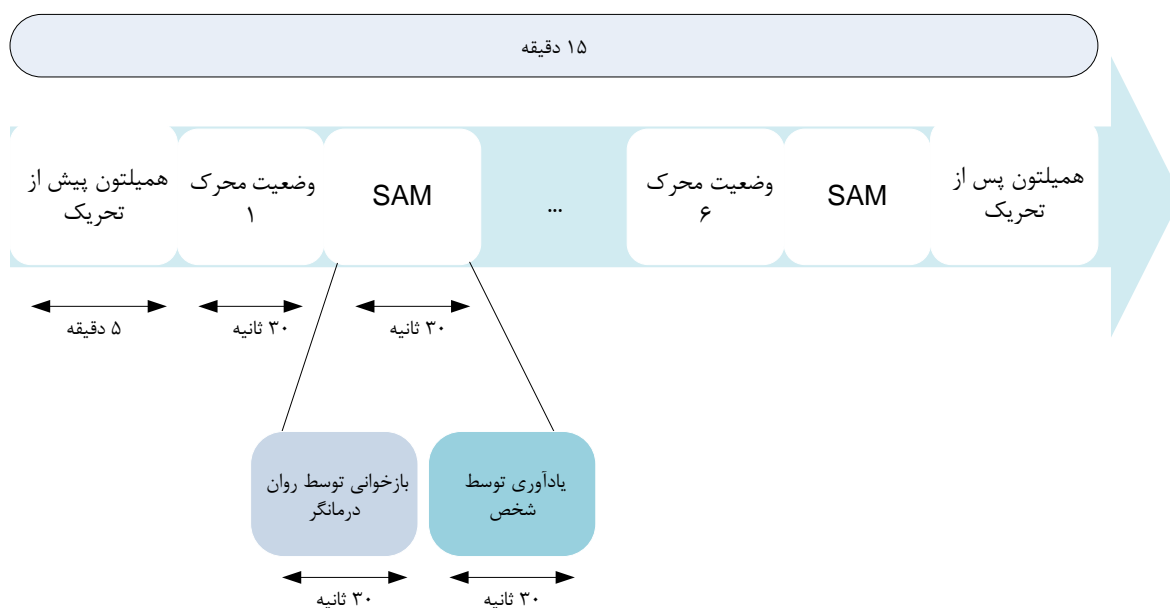 ۱۵ دقیقه
همیلتون پیش از
تحریک
وضعیت محرک
۱
SAM
...
وضعیت محرک
۶
SAM
همیلتون پس از
تحریک
۵ دقیقه
۳۰ ثانیه
۳۰ ثانیه
بازخوانی توسط روان
درمانگر
یادآوری توسط
شخص
۳۰ ثانیه
۳۰ ثانیه